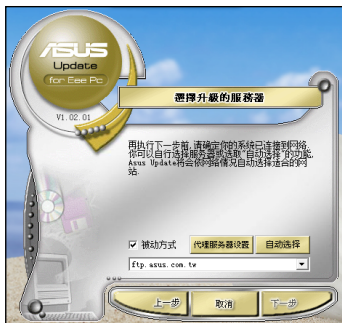 ASUS
Update
for Eee Pc
V1.02.01
選擇升級的服務器
再执行下一步前,请确定你的系统已连接到网络.
你可以自行选择服务器或选取"自动选择"的功能,
Asus Update将会依网络情况自动选择适合的网
站.
被动方式
代理服务器设置
自动选择
ftp.asus.com.tw
上一步
取消
下一步